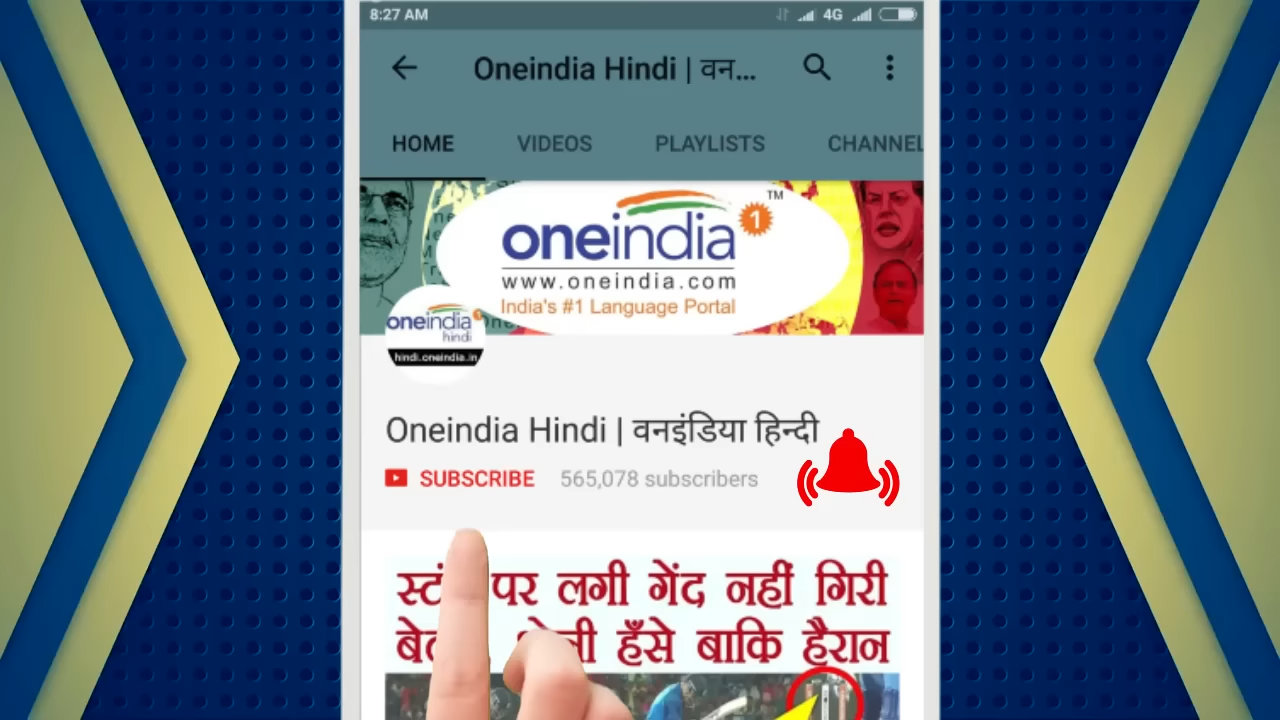 8:27 AM
4G
Oneindia Hindi | वन...
HOME VIDEOS PLAYLISTS CHANNEL
oneindia 1 TM
www.oneindia.com
India's #1 Language Portal
oneindia
hindi
hindi.oneindia.in
Oneindia Hindi | वनइंडिया हिन्दी
SUBSCRIBE 565,078 subscribers
पर लगी गेंद नहीं गिरी
हँसे बाकि हैरान